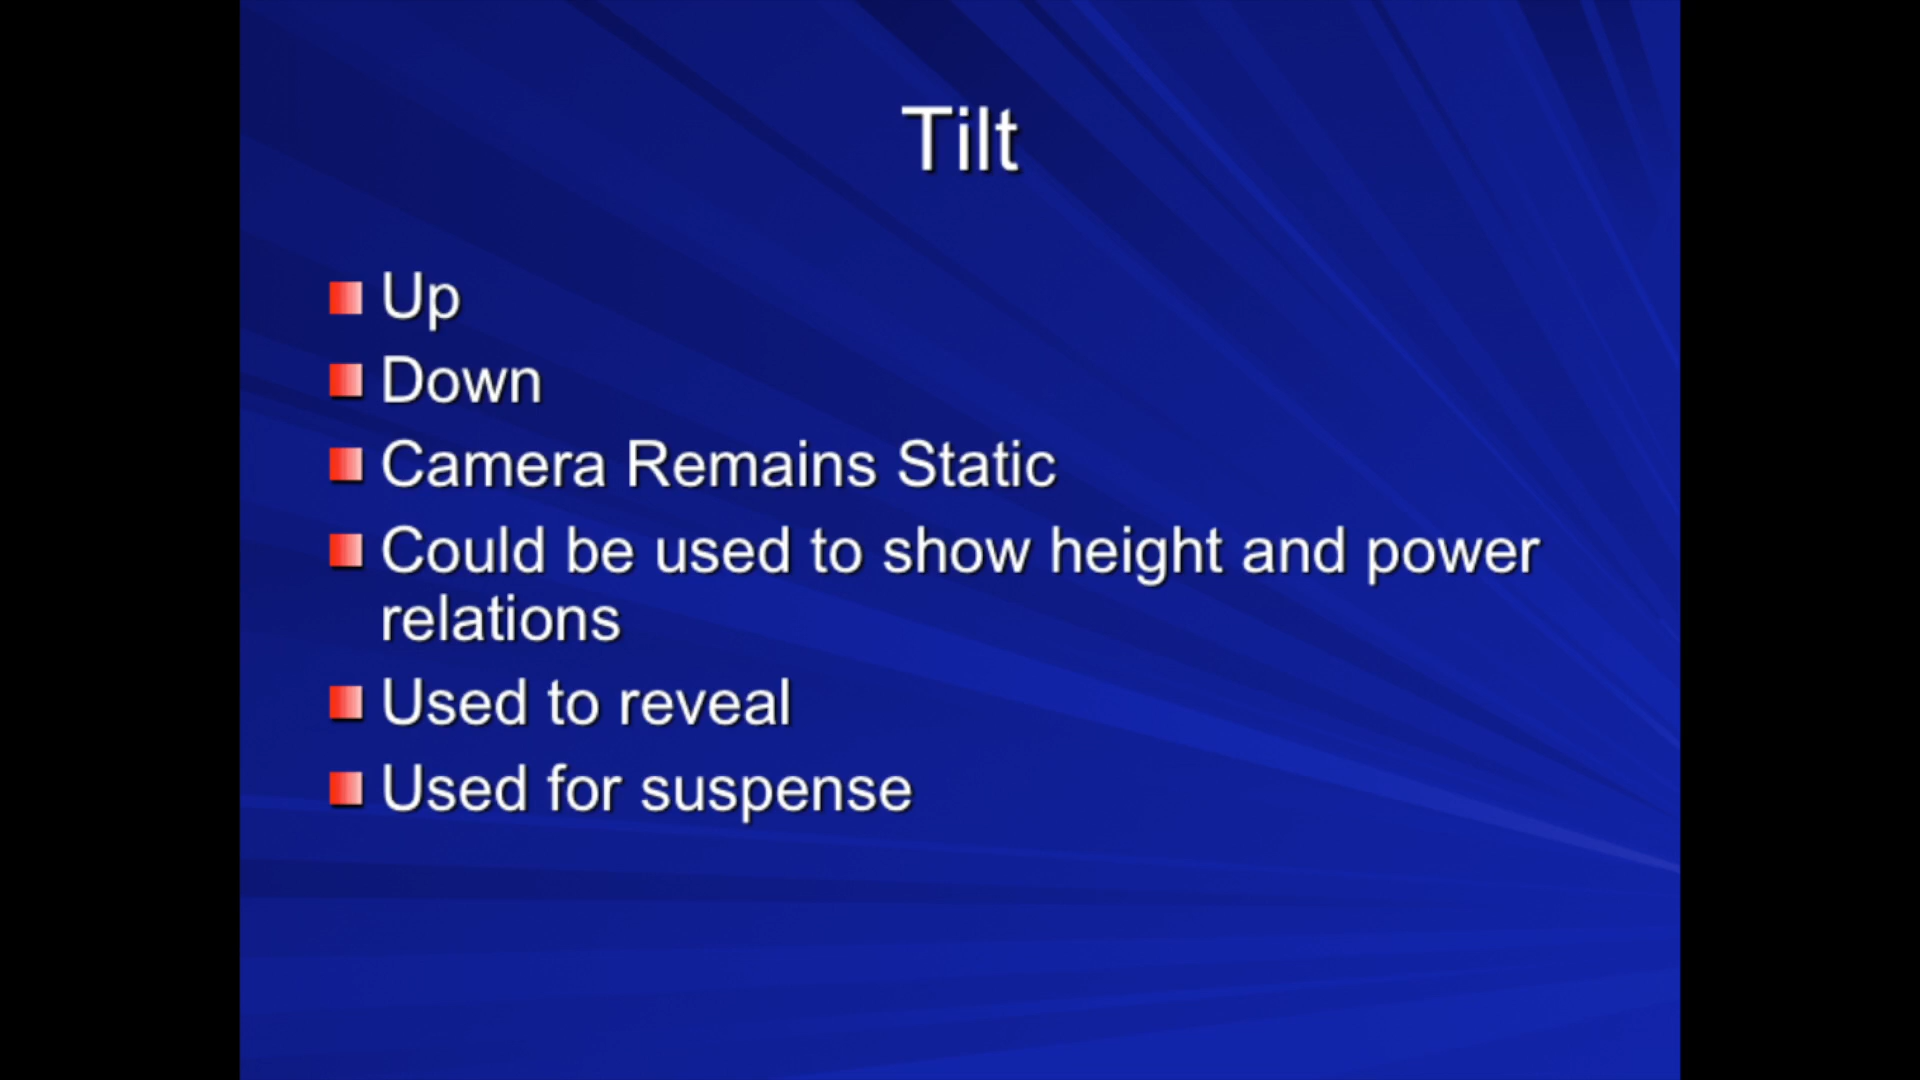 Tilt
Up
Down
Camera Remains Static
Could be used to show height and power
relations
Used to reveal
Used for suspense